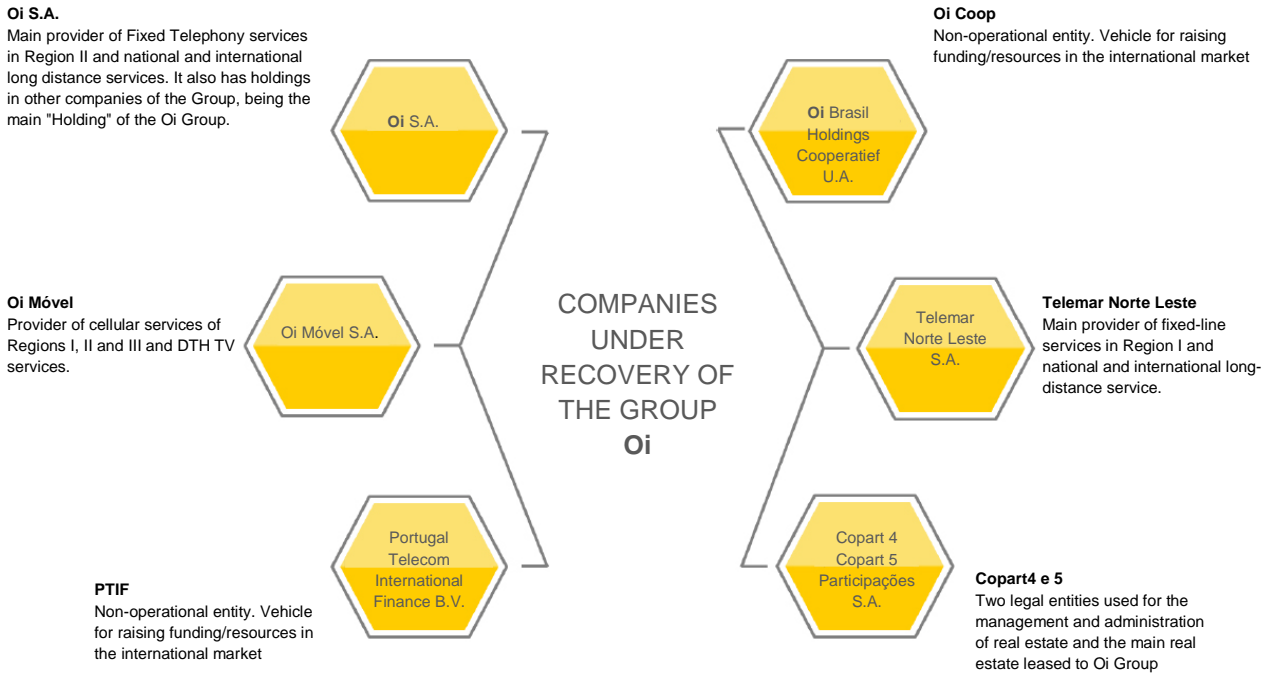 Oi S.A.
Main provider of Fixed Telephony services
in Region II and national and international
long distance services. It also has holdings
in other companies of the Group, being the
main "Holding" of the Oi Group.
Oi S.A.
Oi Móvel
Provider of cellular services of
Regions I, II and III and DTH TV
services.
Oi Móvel S.A.
PTIF
Non-operational entity. Vehicle
for raising funding/resources in
the international market
Portugal
Telecom
International
Finance B.V.
COMPANIES
UNDER
RECOVERY OF
THE GROUP
Oi
Oi Coop
Non-operational entity. Vehicle for raising
funding/resources in the international market
Oi Brasil
Holdings
Cooperatief
U.A.
Telemar
Norte Leste
S.A.
Telemar Norte Leste
Main provider of fixed-line
services in Region I and
national and international long-
distance service.
Copart 4
Copart 5
Participações
S.A.
Copart4 e 5
Two legal entities used for the
management and administration
of real estate and the main real
estate leased to Oi Group